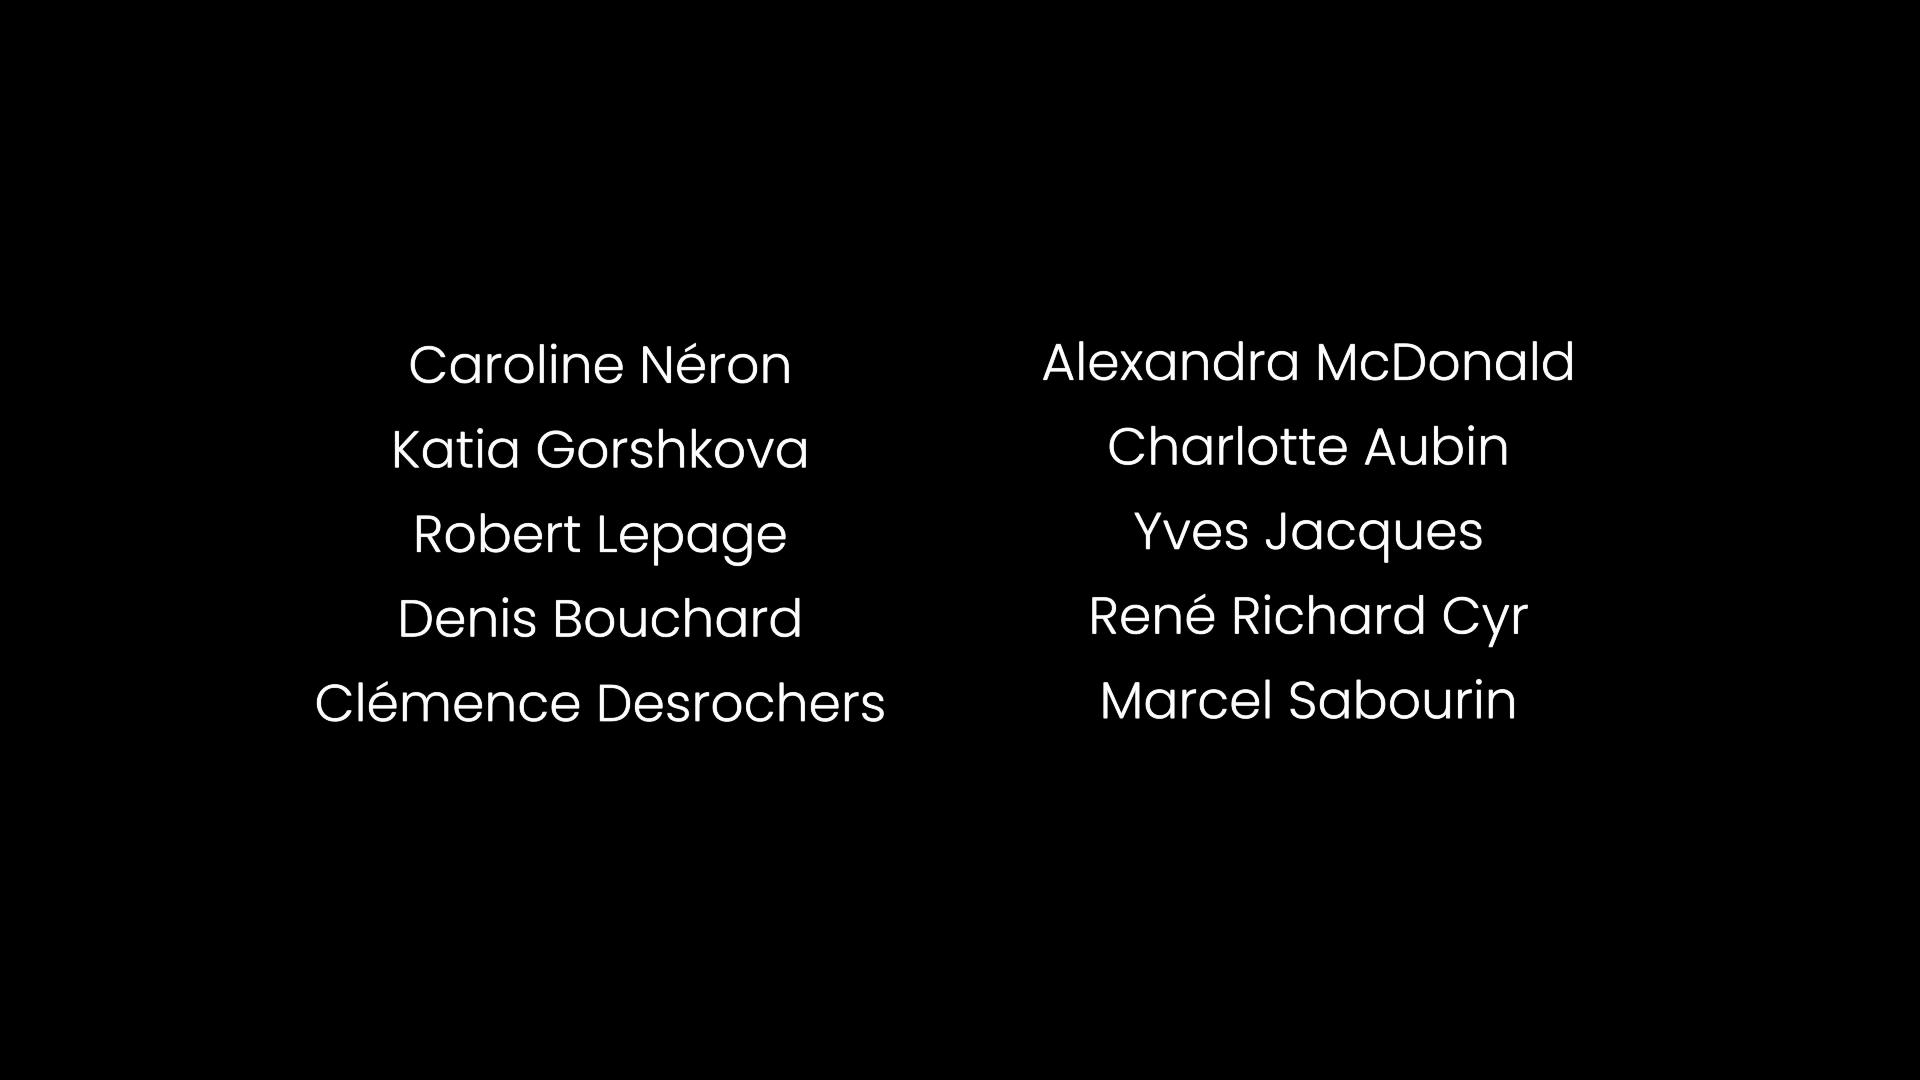 Caroline Néron
Katia Gorshkova
Robert Lepage
Denis Bouchard
Clémence Desrochers
Alexandra McDonald
Charlotte Aubin
Yves Jacques
René Richard Cyr
Marcel Sabourin